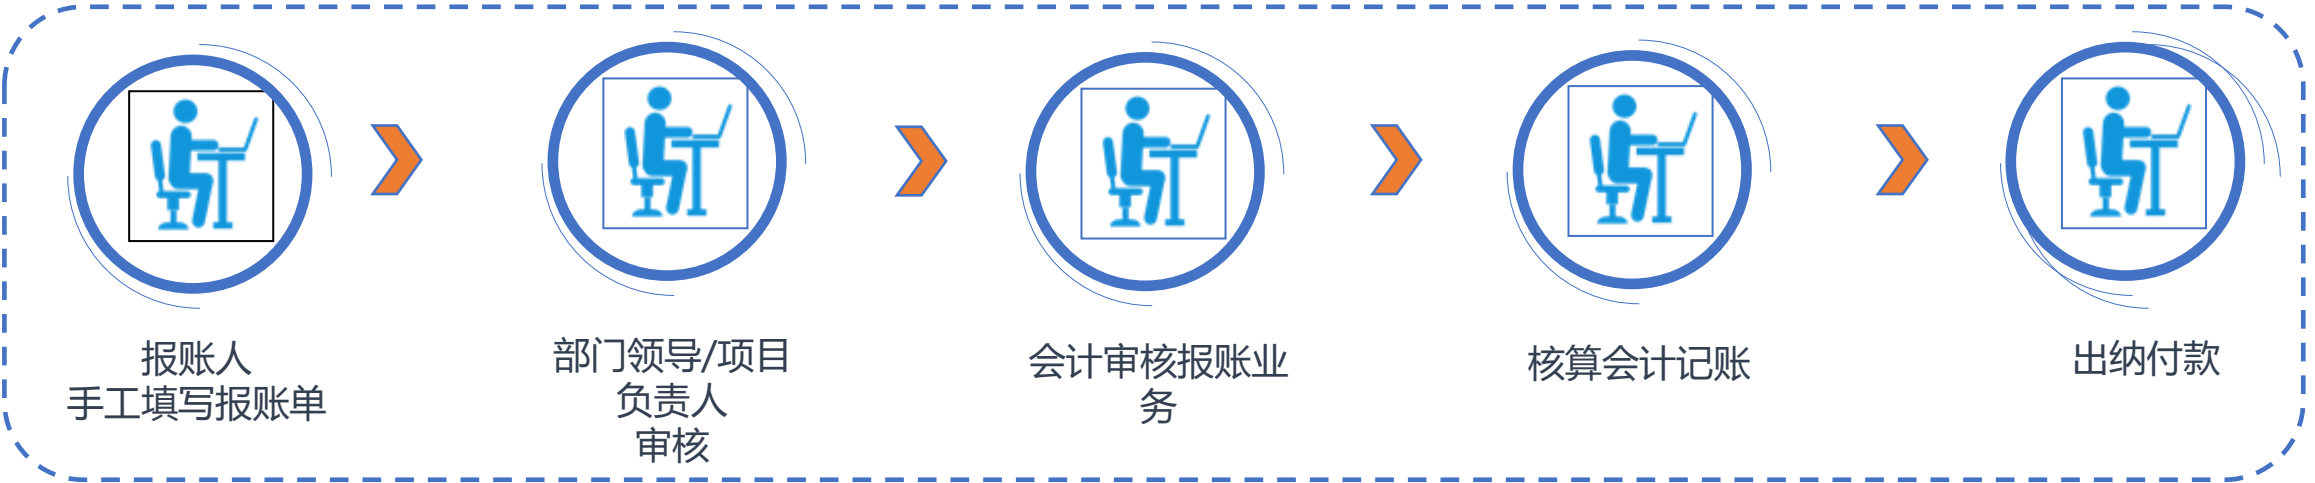 报账人
手工填写报账单
部门领导/项目
负责人
审核
会计审核报账业
务
核算会计记账
出纳付款